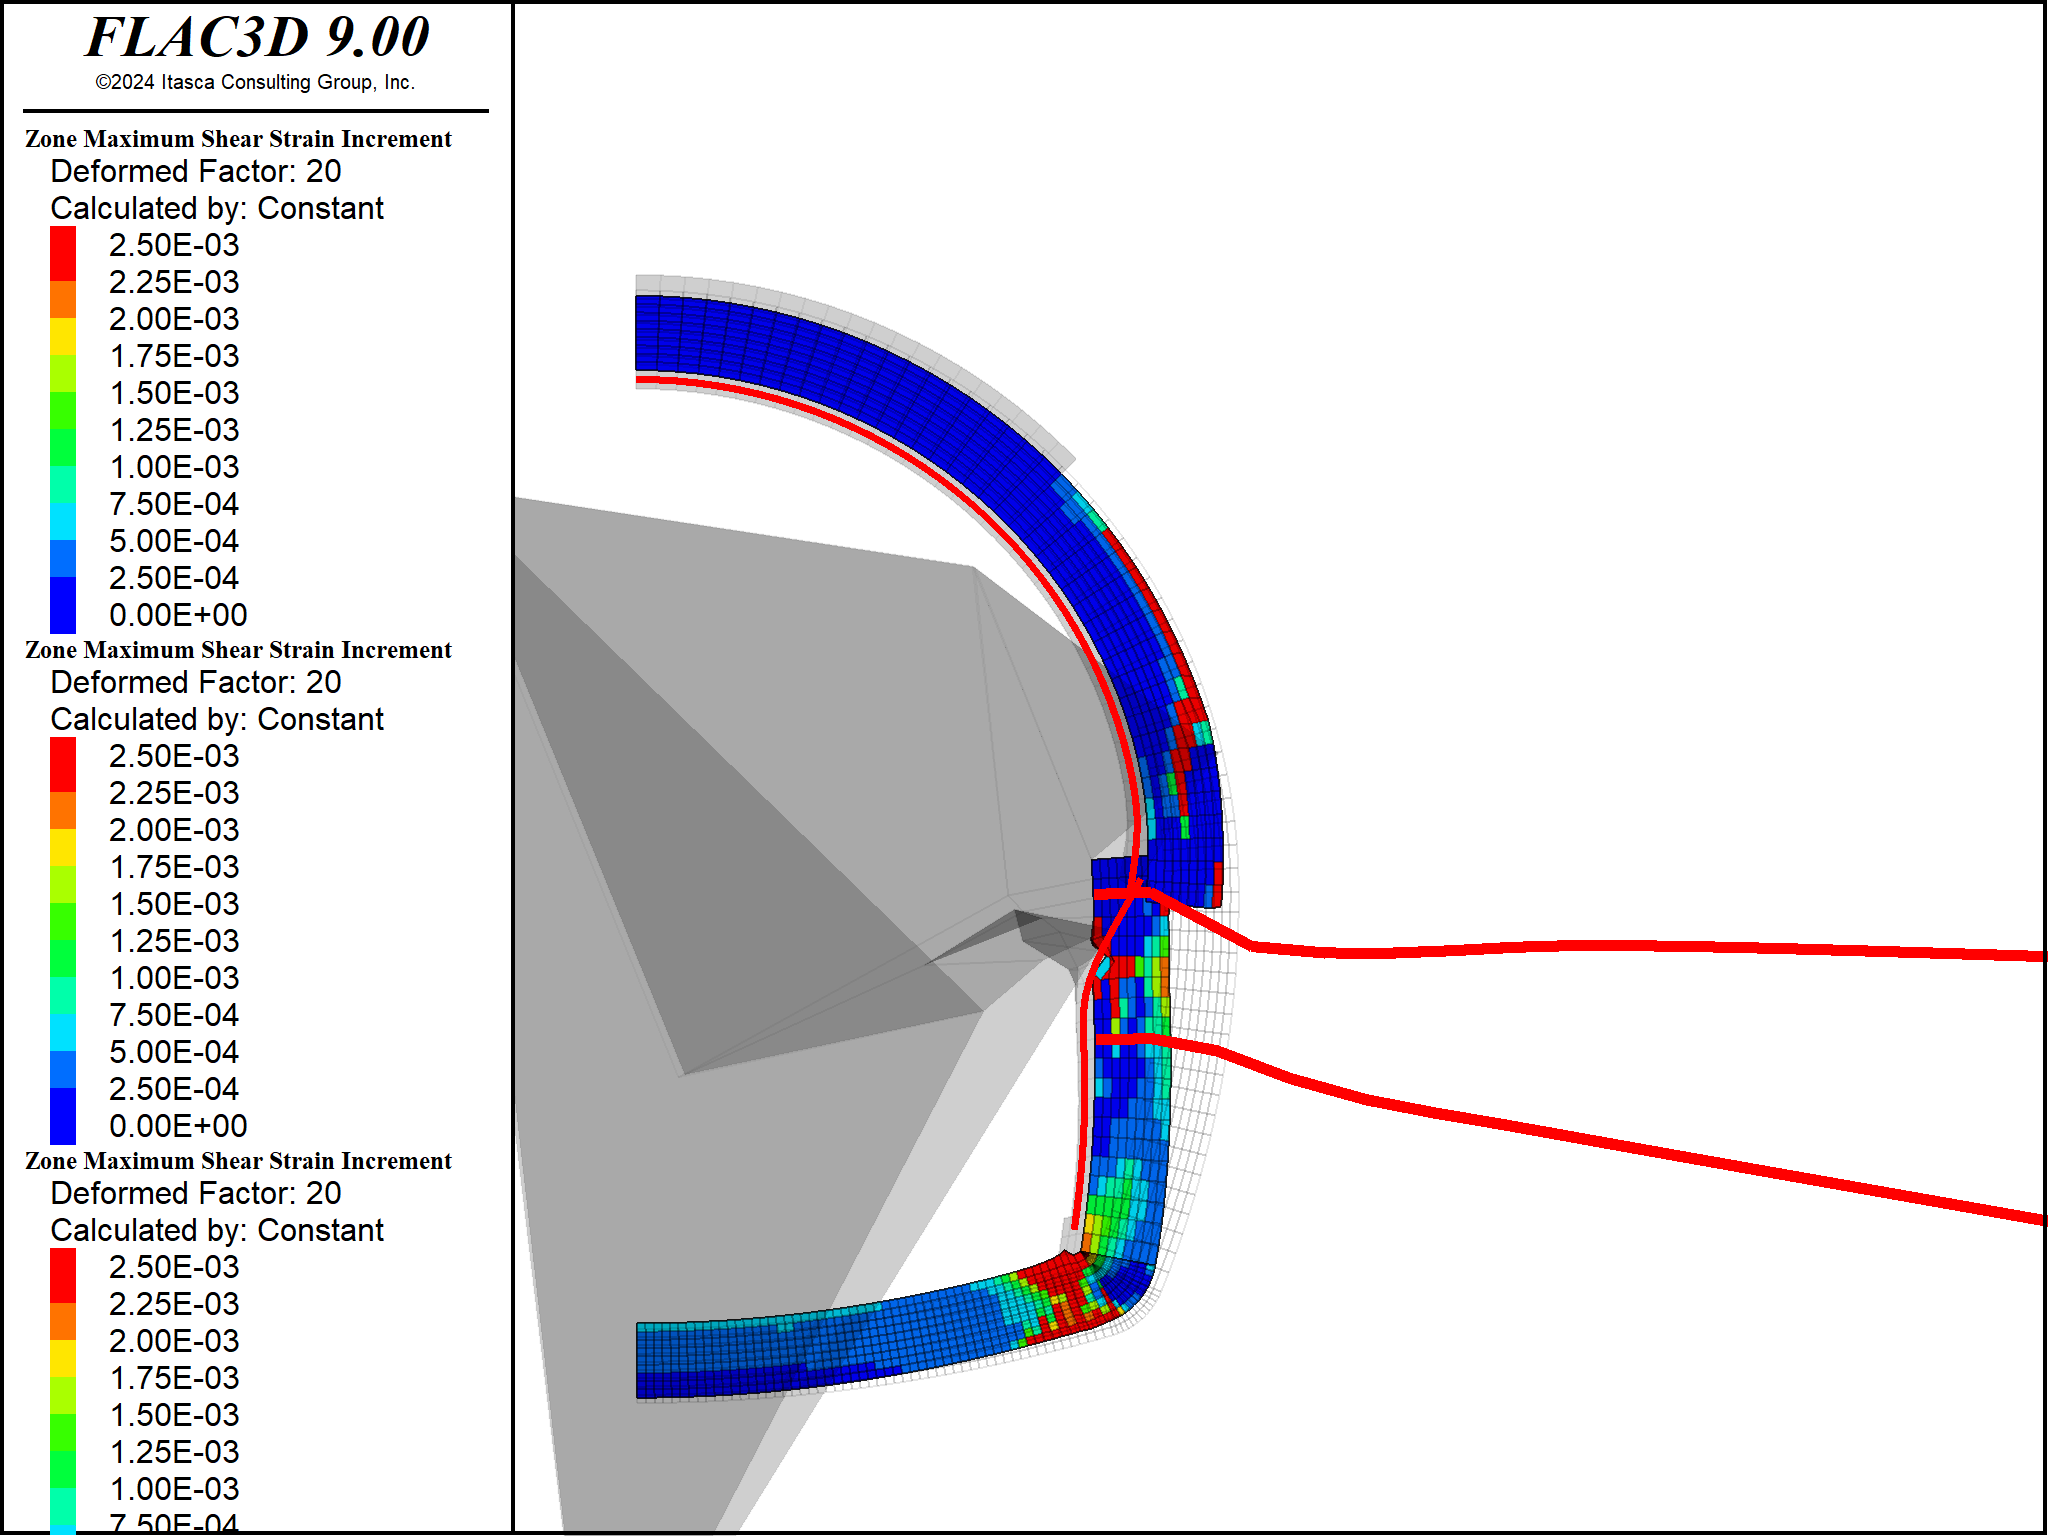 FLAC3D 9.00
©2024 Itasca Consulting Group, Inc.
Zone Maximum Shear Strain Increment
Deformed Factor: 20
Calculated by: Constant
2.50E-03
2.25E-03
2.00E-03
1.75E-03
1.50E-03
1.25E-03
1.00E-03
7.50E-04
5.00E-04
2.50E-04
0.00E+00
Zone Maximum Shear Strain Increment
Deformed Factor: 20
Calculated by: Constant
2.50E-03
2.25E-03
2.00E-03
1.75E-03
1.50E-03
1.25E-03
1.00E-03
7.50E-04
5.00E-04
2.50E-04
0.00E+00
Zone Maximum Shear Strain Increment
Deformed Factor: 20
Calculated by: Constant
2.50E-03
2.25E-03
2.00E-03
1.75E-03
1.50E-03
1.25E-03
1.00E-03
7.50E-04